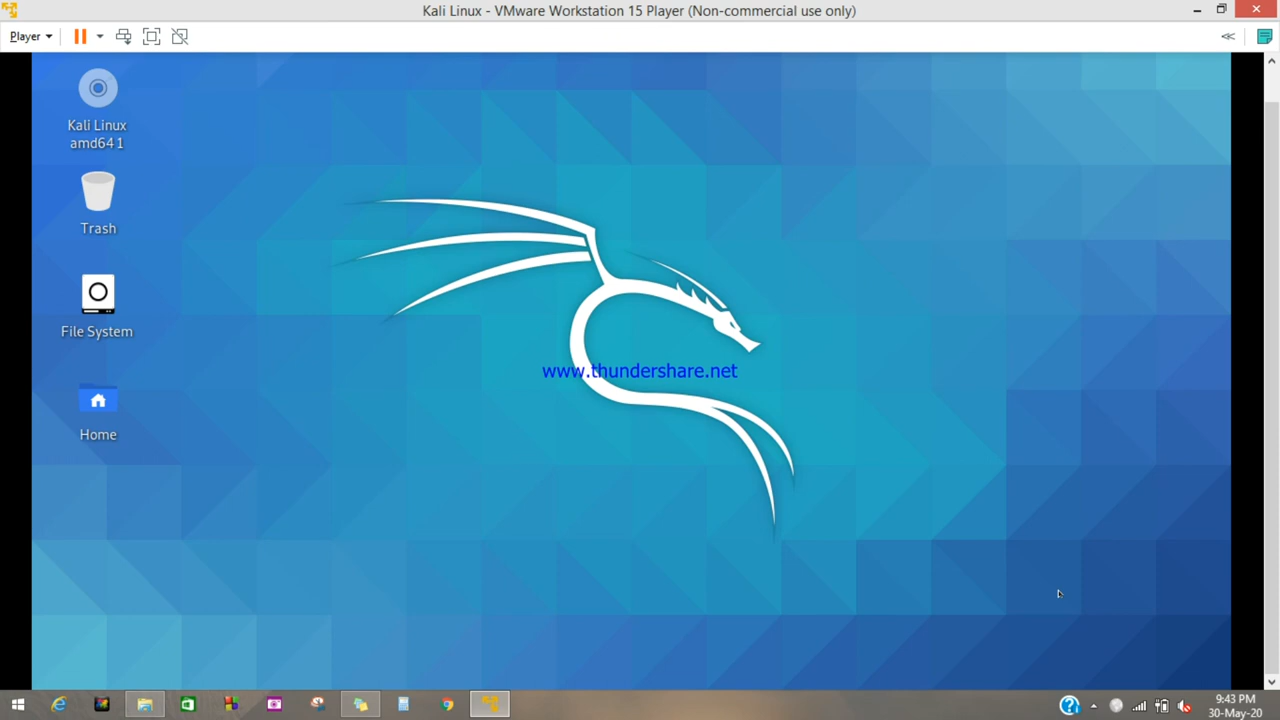 Kali Linux - VMware Workstation 15 Player (Non-commercial use only)
Player
Kali Linux
amd64 1
Trash
File System
Home
www.thundershare.net
9:43 PM
30-May-20